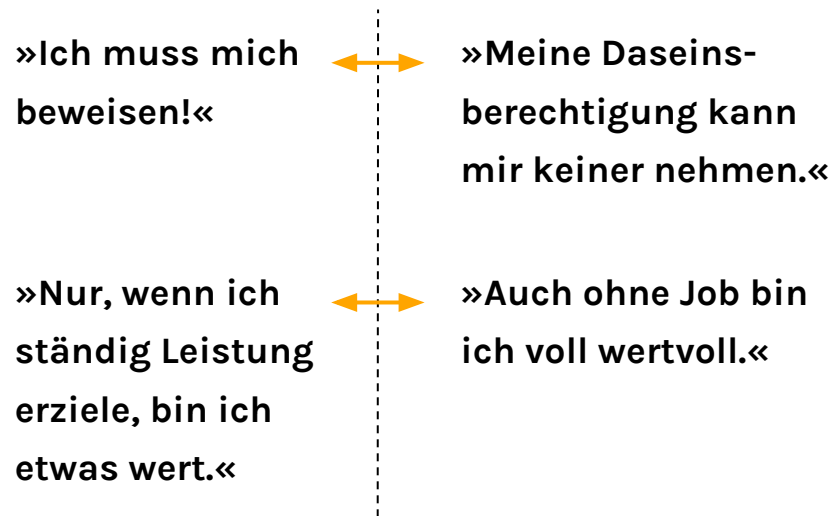 »Ich muss mich
beweisen!«
»Meine Daseins-
berechtigung kann
mir keiner nehmen.«
»Nur, wenn ich
ständig Leistung
erziele, bin ich
etwas wert.«
»Auch ohne Job bin
ich voll wertvoll.«